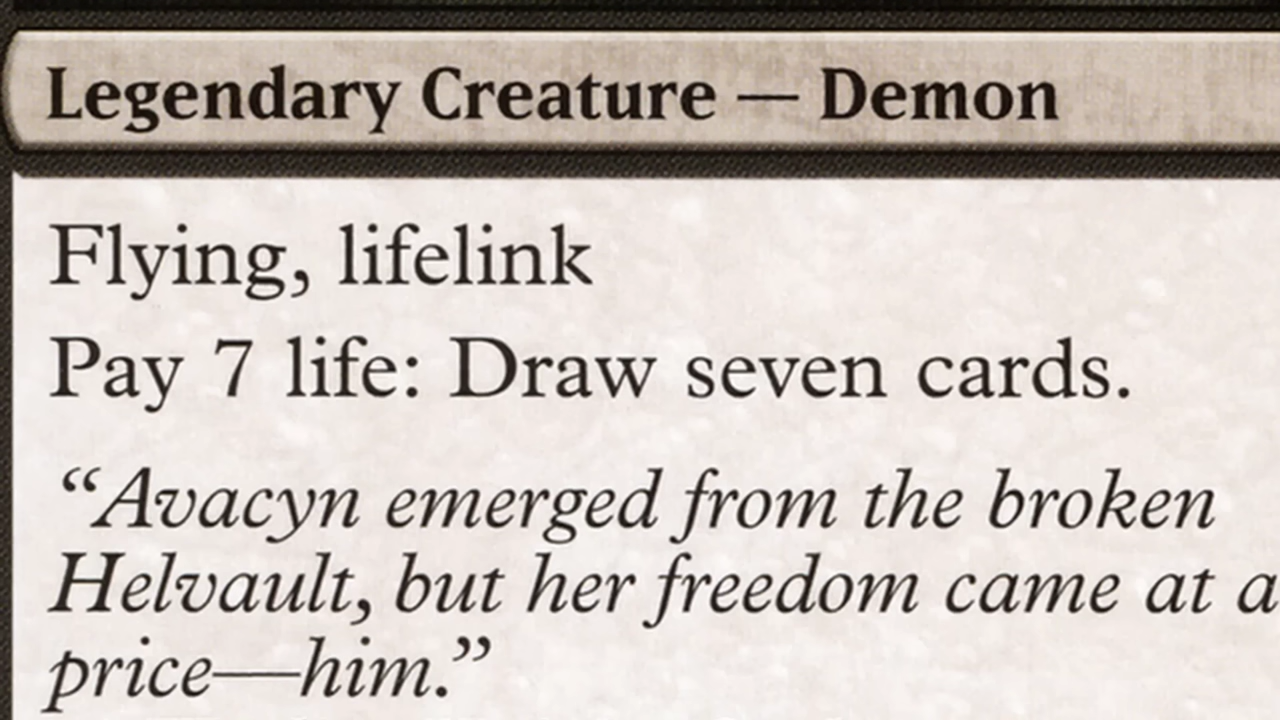 Legendary Creature — Demon
Flying, lifelink
Pay 7 life: Draw seven cards.
“Avacyn emerged from the broken
Helvault, but her freedom came at a
price—him.”